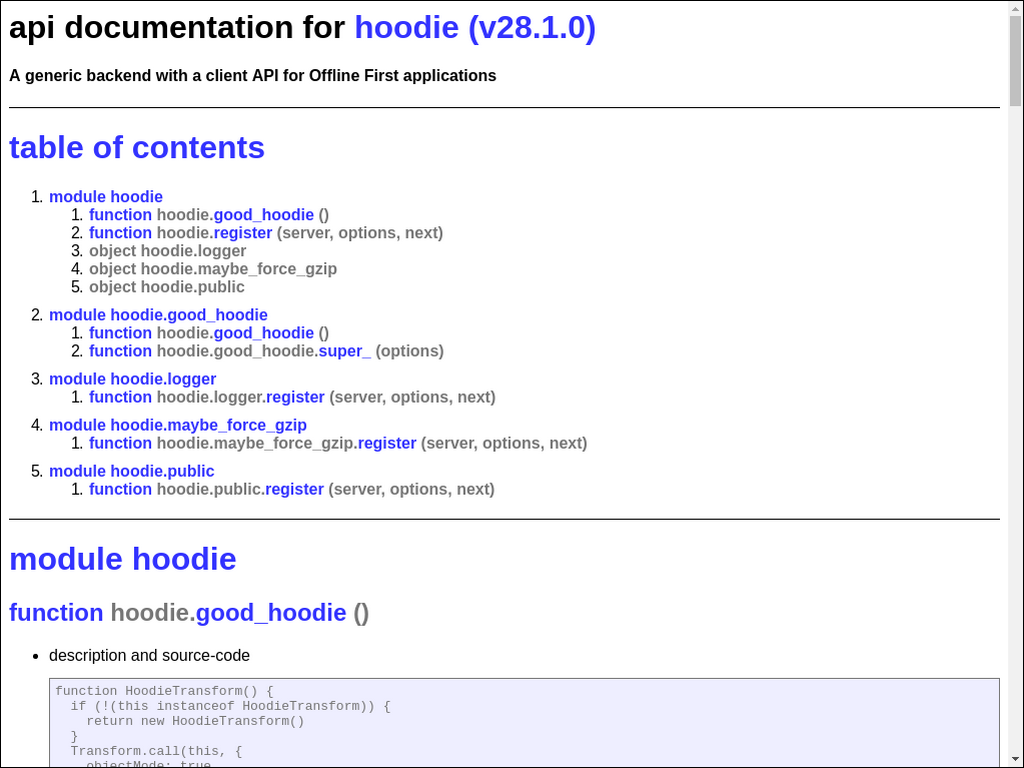 api documentation for hoodie (v28.1.0)
A generic backend with a client API for Offline First applications
table of contents
1. module hoodie
1. function hoodie.good_hoodie ()
2. function hoodie.register (server, options, next)
3. object hoodie.logger
4. object hoodie.maybe_force_gzip
5. object hoodie.public
2. module hoodie.good_hoodie
1. function hoodie.good_hoodie ()
2. function hoodie.good_hoodie.super_ (options)
3. module hoodie.logger
1. function hoodie.logger.register (server, options, next)
4. module hoodie.maybe_force_gzip
1. function hoodie.maybe_force_gzip.register (server, options, next)
5. module hoodie.public
1. function hoodie.public.register (server, options, next)
module hoodie
function hoodie.good_hoodie ()
• description and source-code
function HoodieTransform() {
  if (!(this instanceof HoodieTransform)) {
    return new HoodieTransform()
  }
  Transform.call(this, {
    objectMode: true